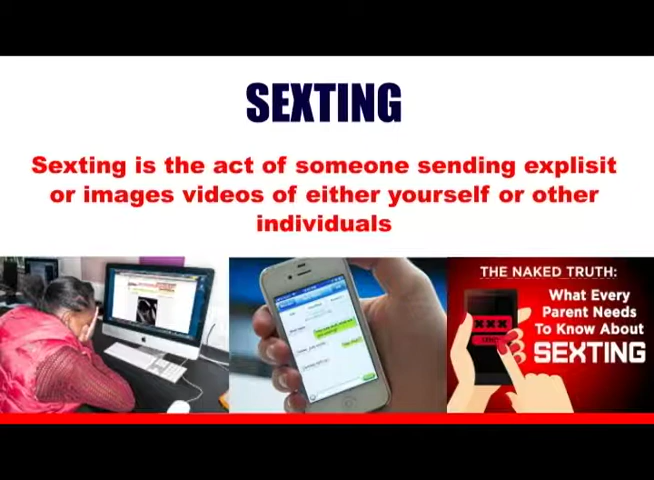 SEXTING
Sexting is the act of someone sending explisit
or images videos of either yourself or other
individuals
THE NAKED TRUTH:
What Every
Parent Needs
To Know About
SEXTING
XXX